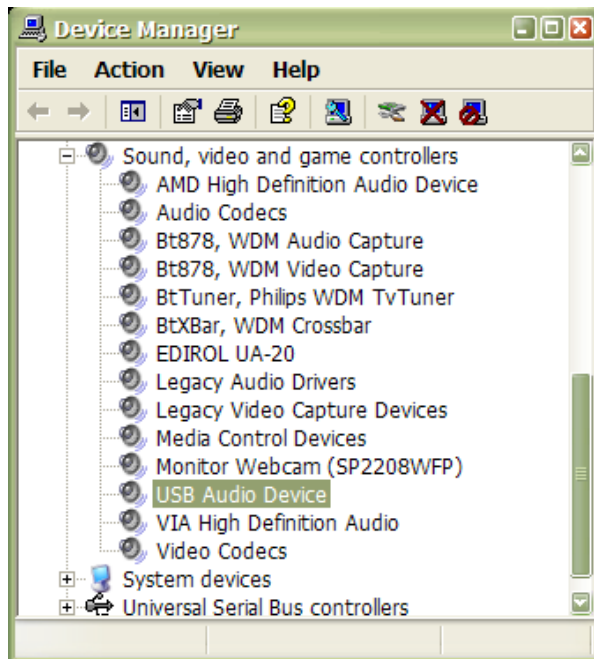 Device Manager
File Action View Help
Sound, video and game controllers
AMD High Definition Audio Device
Audio Codecs
Bt878, WDM Audio Capture
Bt878, WDM Video Capture
BtTuner, Philips WDM TvTuner
BtXBar, WDM Crossbar
EDIROL UA-20
Legacy Audio Drivers
Legacy Video Capture Devices
Media Control Devices
Monitor Webcam (SP2208WFP)
USB Audio Device
VIA High Definition Audio
Video Codecs
System devices
Universal Serial Bus controllers